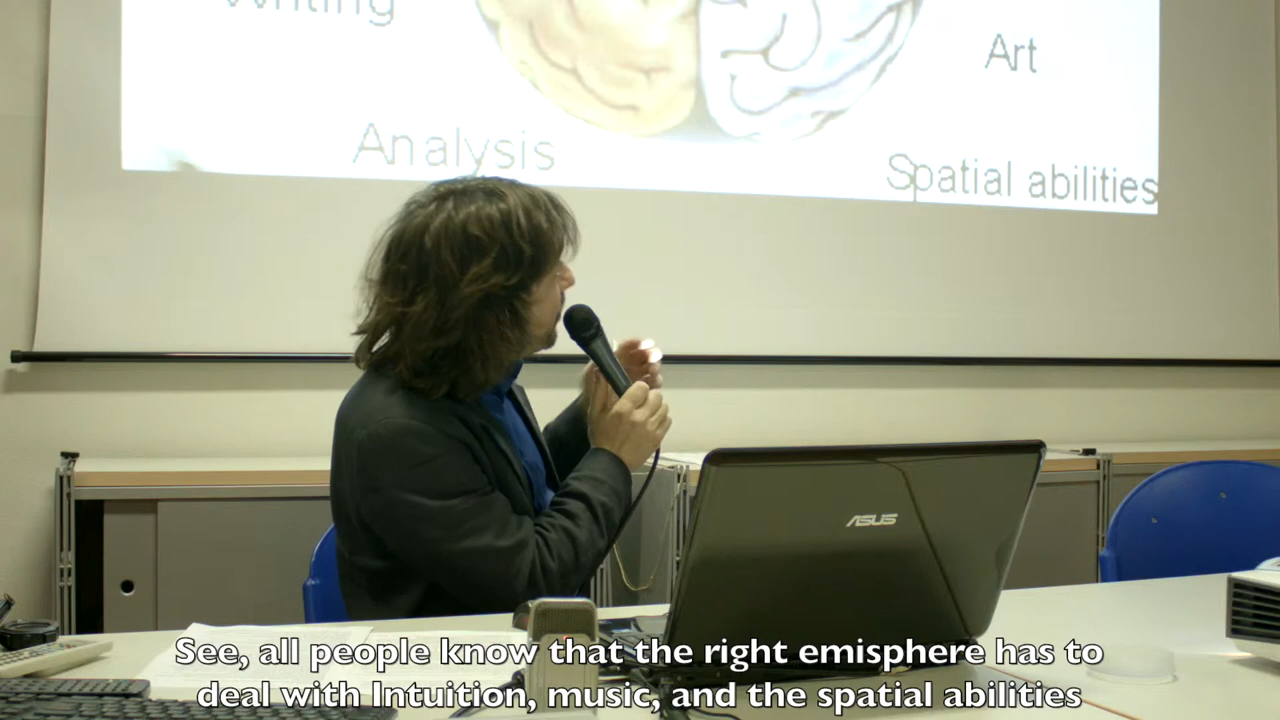 Writing
Art
Analysis
Spatial abilities
ASUS
See, all people know that the right emisphere has to
deal with Intuition, music, and the spatial abilities